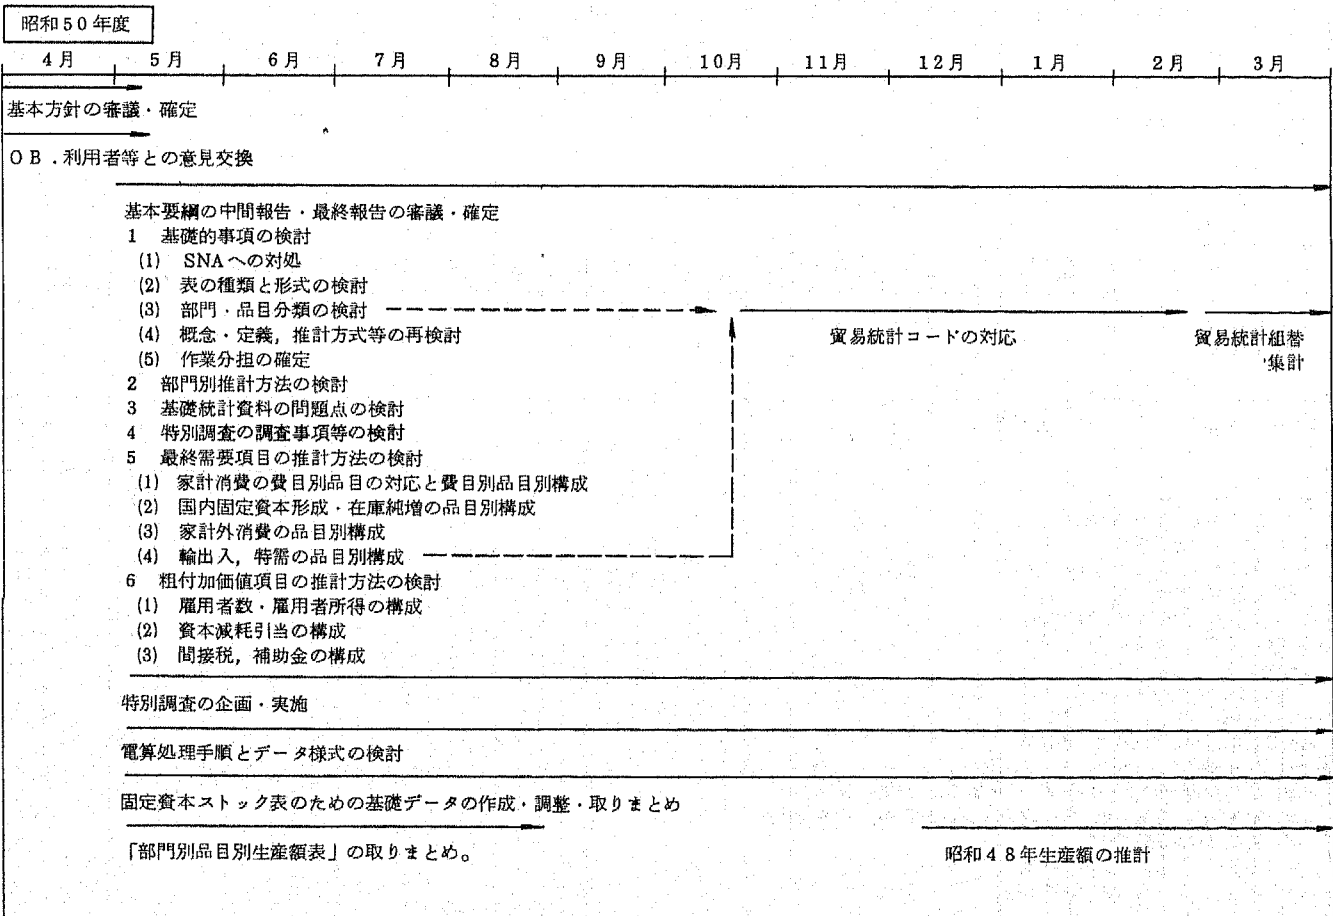 昭和50年度
4月 5月 6月 7月 8月 9月 10月 11月 12月 1月 2月 3月
基本方針の審議・確定
OB.利用者等との意見交換
基本要綱の中間報告・最終報告の審議・確定
1 基礎的事項の検討
(1) SNAへの対処
(2) 表の種類と形式の検討
(3) 部門・品目分類の検討
(4) 概念・定義,推計方式等の再検討
貿易統計コードの対応
貿易統計組替
集計
(5) 作業分担の確定
2 部門別推計方法の検討
3 基礎統計資料の問題点の検討
4 特別調査の調査事項等の検討
5 最終需要項目の推計方法の検討
(1) 家計消費の費目別品目の対応と費目別品目別構成
(2) 国内固定資本形成・在庫純増の品目別構成
(3) 家計外消費の品目別構成
(4) 輸出入,特需の品目別構成
6 粗付加価値項目の推計方法の検討
(1) 雇用者数・雇用者所得の構成
(2) 資本減耗引当の構成
(3) 間接税,補助金の構成
特別調査の企画・実施
電算処理手順とデータ様式の検討
固定資本ストック表のための基礎データの作成・調整・取りまとめ
「部門別品目別生産額表」の取りまとめ。
昭和48年生産額の推計